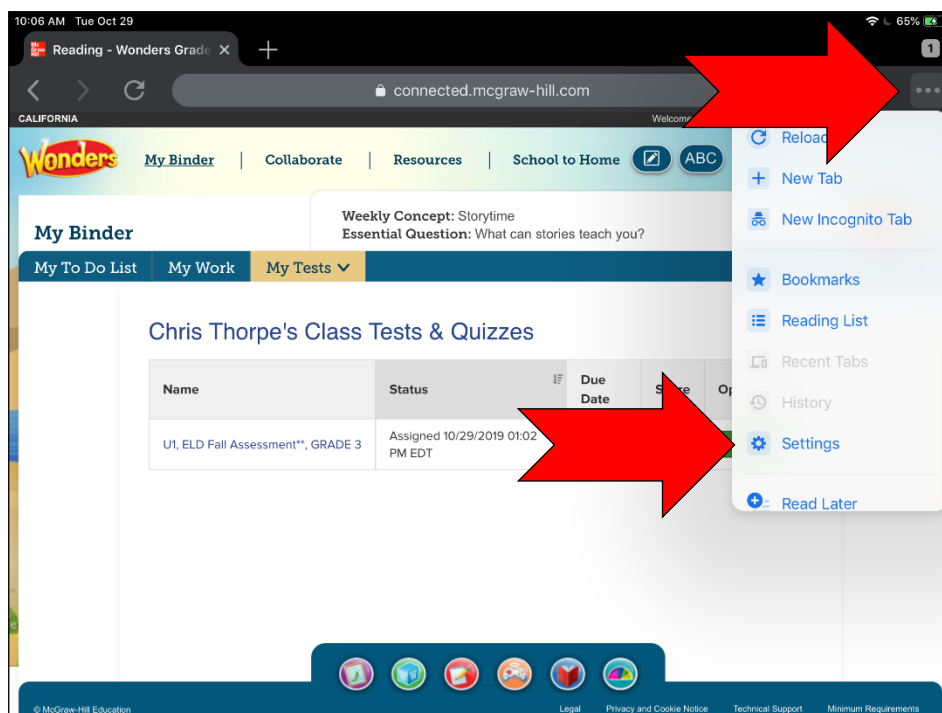 10:06 AM Tue Oct 29
65%
Reading - Wonders Grade
1
connected.mcgraw-hill.com
CALIFORNIA
Welcome
Wonders
My Binder | Collaborate | Resources | School to Home ABC
Reload
New Tab
New Incognito Tab
Bookmarks
Reading List
Recent Tabs
History
Settings
Read Later
My Binder
Weekly Concept: Storytime
Essential Question: What can stories teach you?
My To Do List My Work My Tests
Chris Thorpe's Class Tests & Quizzes
Name Status Due
Date
U1, ELD Fall Assessment**, GRADE 3
Assigned 10/29/2019 01:02
PM EDT
© McGraw-Hill Education
Legal Privacy and Cookie Notice Technical Support Minimum Requirements